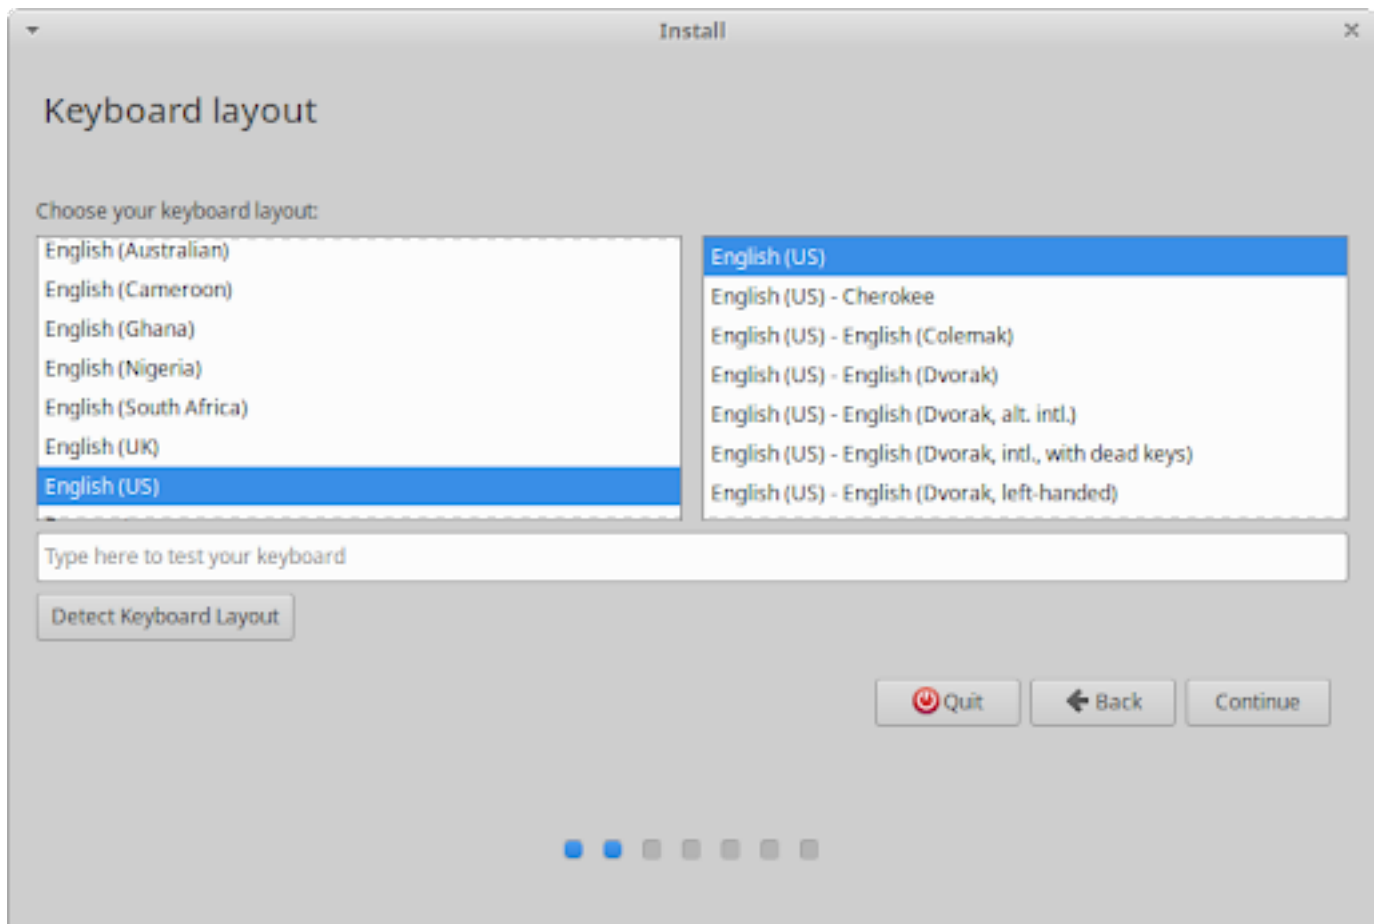 Install
Keyboard layout
Choose your keyboard layout:
English (Australian)
English (Cameroon)
English (Ghana)
English (Nigeria)
English (South Africa)
English (UK)
English (US)
English (US)
English (US) - Cherokee
English (US) - English (Colemak)
English (US) - English (Dvorak)
English (US) - English (Dvorak, alt. intl.)
English (US) - English (Dvorak, intl., with dead keys)
English (US) - English (Dvorak, left-handed)
Type here to test your keyboard
Detect Keyboard Layout
Quit
Back
Continue